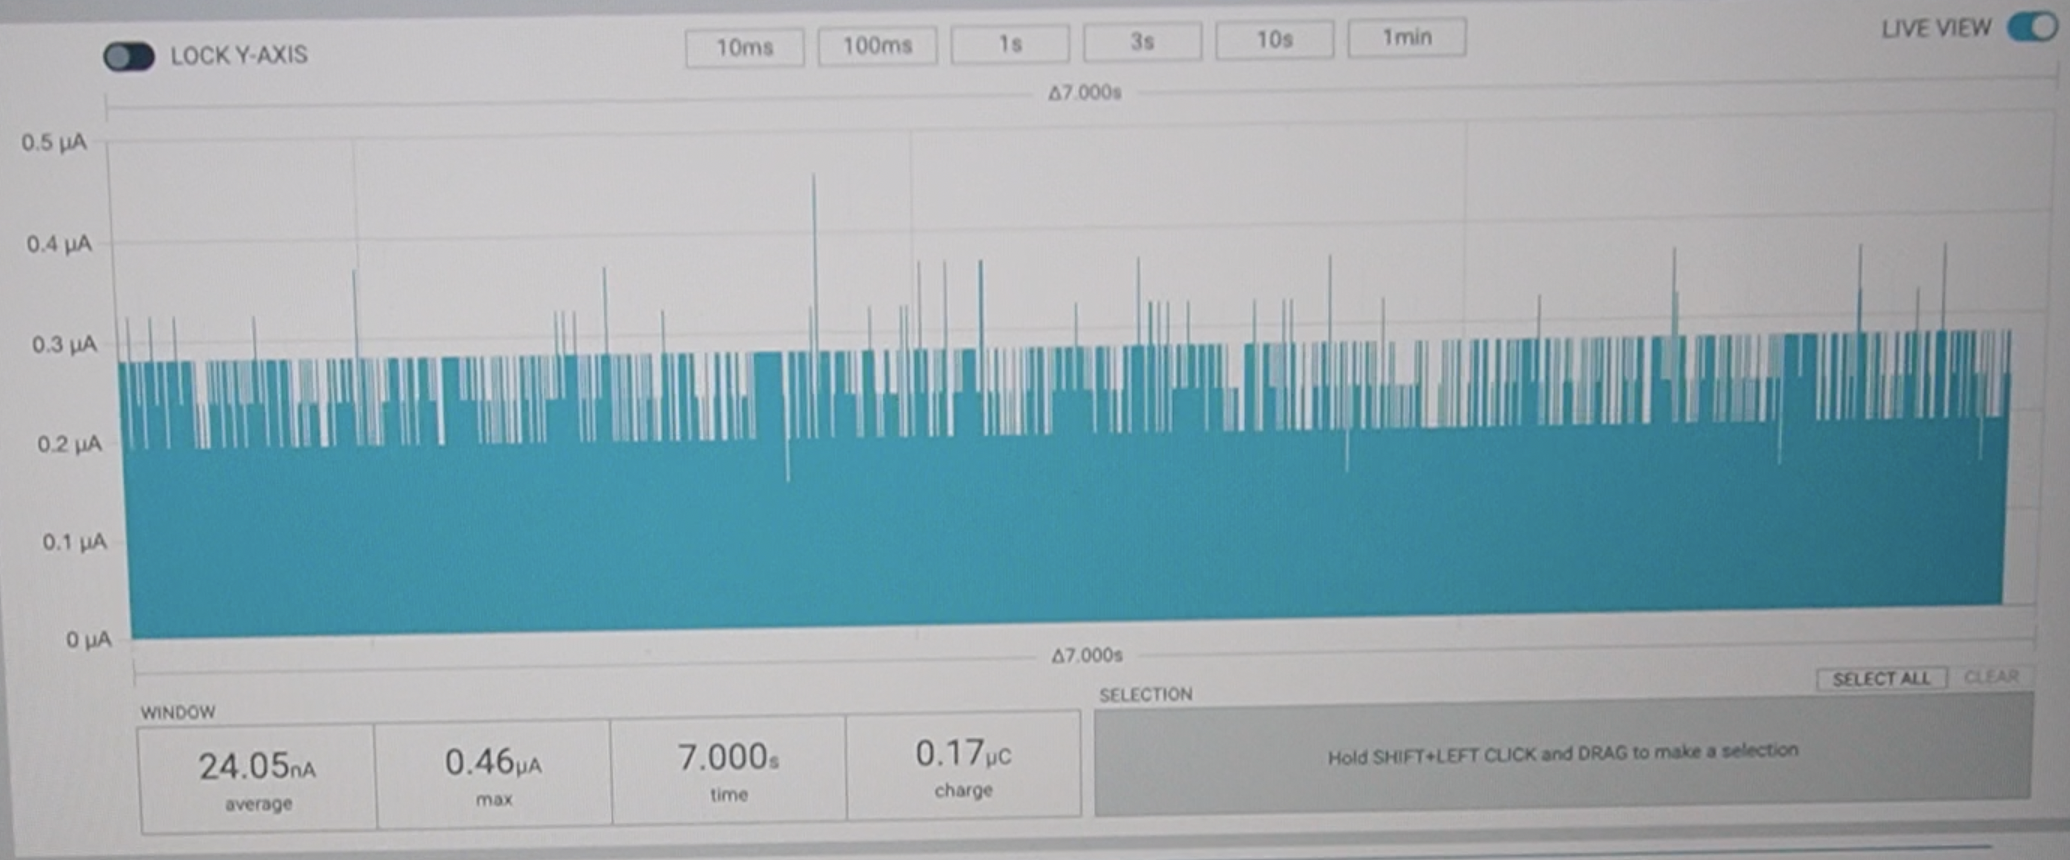 LOCK Y-AXIS
10ms 100ms 1s 3s 10s 1min
LIVE VIEW
Δ7.000s
0.5 µA
0.4 µA
0.3 µA
0.2 µA
0.1 µA
0 µA
Δ7.000s
WINDOW
24.05nA
average
0.46µA
max
7.000s
time
0.17µC
charge
SELECTION
SELECT ALL CLEAR
Hold SHIFT+LEFT CLICK and DRAG to make a selection